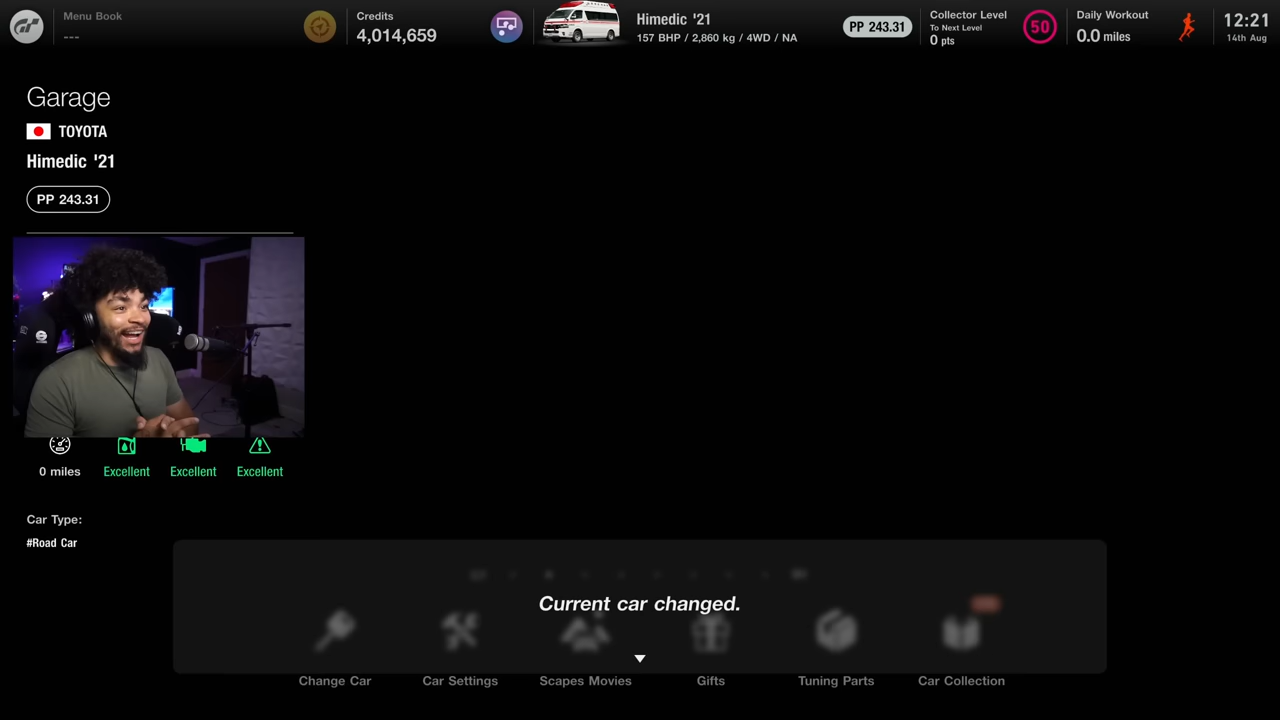 Menu Book
---
Credits
4,014,659
Himedic '21
157 BHP / 2,860 kg / 4WD / NA
PP 243.31
Collector Level
To Next Level
0 pts
50
Daily Workout
0.0 miles
12:21
14th Aug
Garage
TOYOTA
Himedic '21
PP 243.31
0 miles
Excellent
Excellent
Excellent
Car Type:
#Road Car
Current car changed.
Change Car
Car Settings
Scapes Movies
Gifts
Tuning Parts
Car Collection